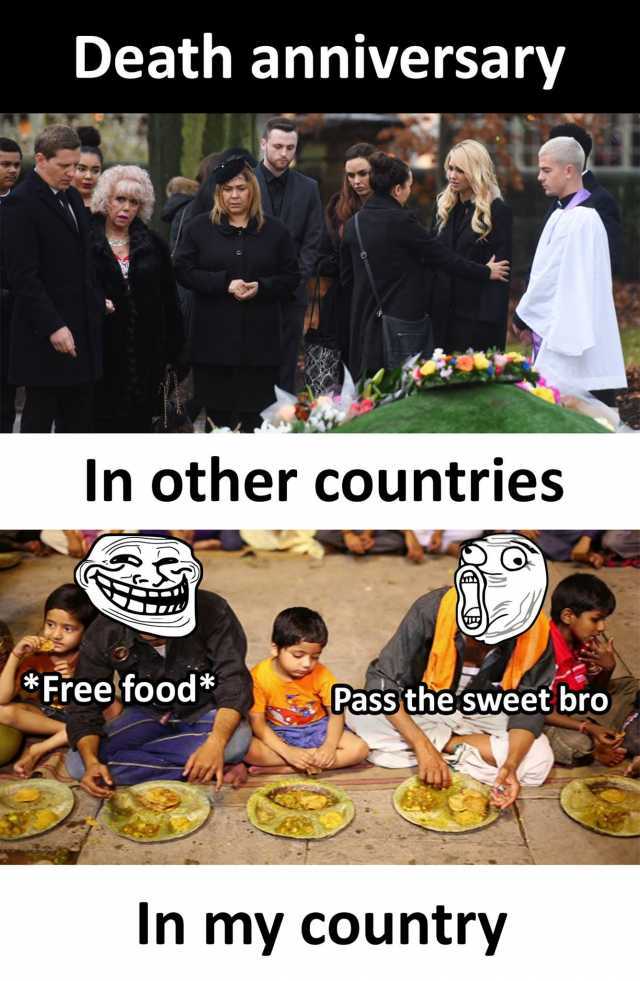 Death anniversary
In other countries
*Free food*
Pass the sweet bro
In my country